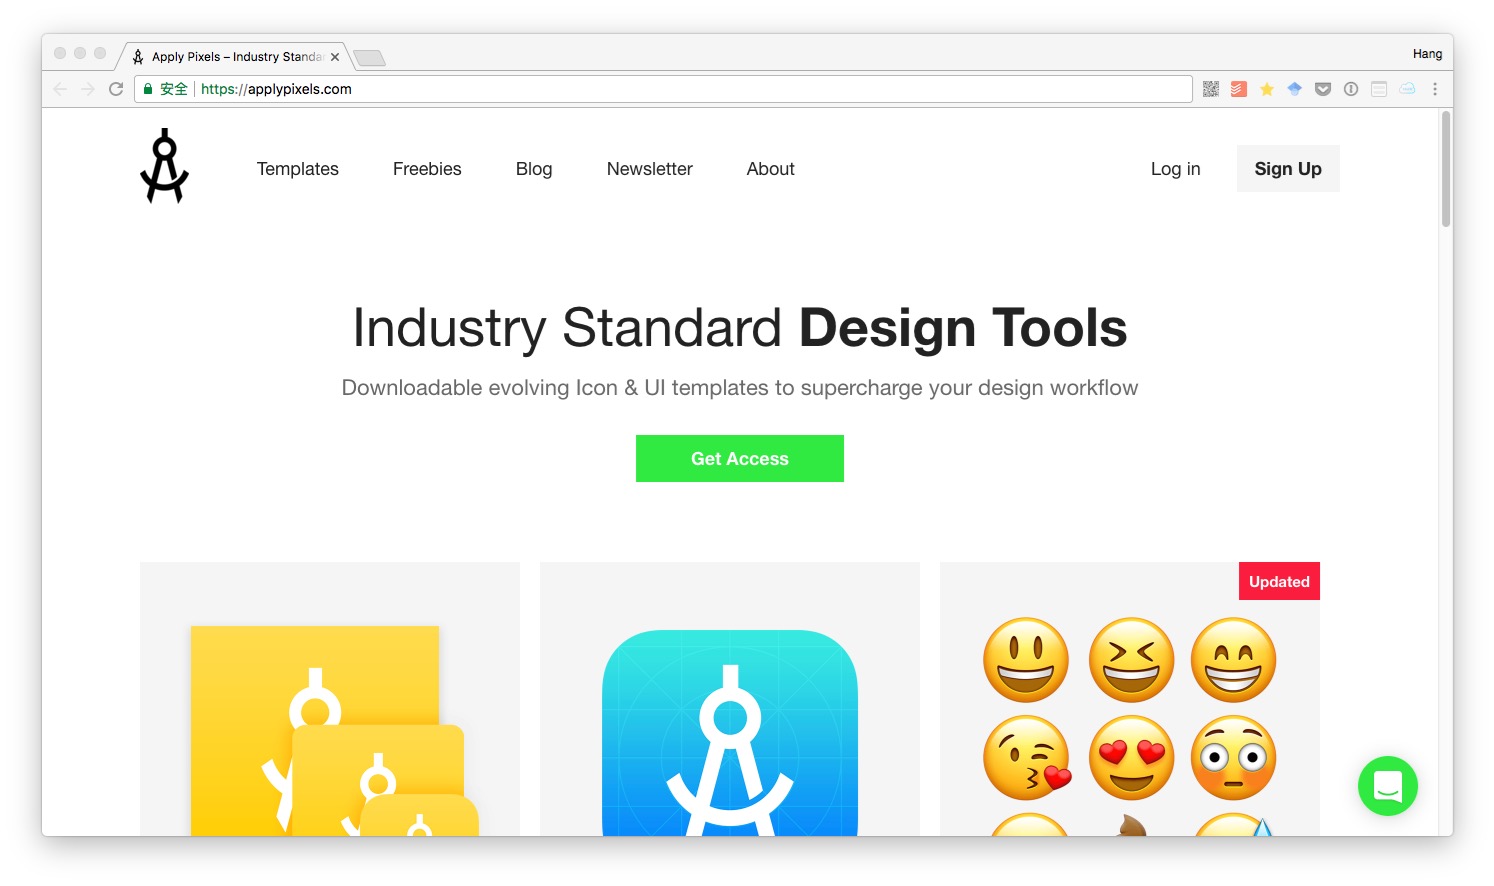 Apply Pixels – Industry Standa
Hang
安全 https://applypixels.com
Templates Freebies Blog Newsletter About Log in Sign Up
Industry Standard Design Tools
Downloadable evolving Icon & UI templates to supercharge your design workflow
Get Access
Updated